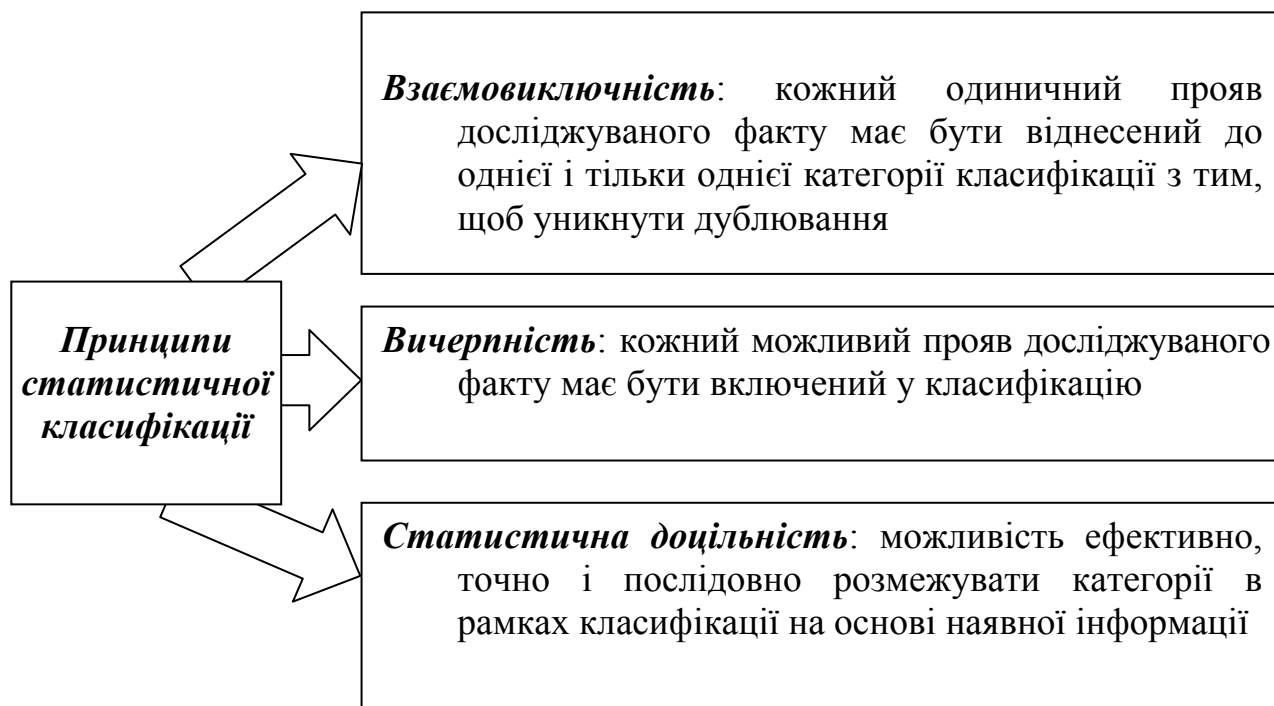 Взаємовиключність: кожний одиничний прояв
досліджуваного факту має бути віднесений до
однієї і тільки однієї категорії класифікації з тим,
щоб уникнути дублювання
Принципи
статистичної
класифікації
Вичерпність: кожний можливий прояв досліджуваного
факту має бути включений у класифікацію
Статистична доцільність: можливість ефективно,
точно і послідовно розмежувати категорії в
рамках класифікації на основі наявної інформації